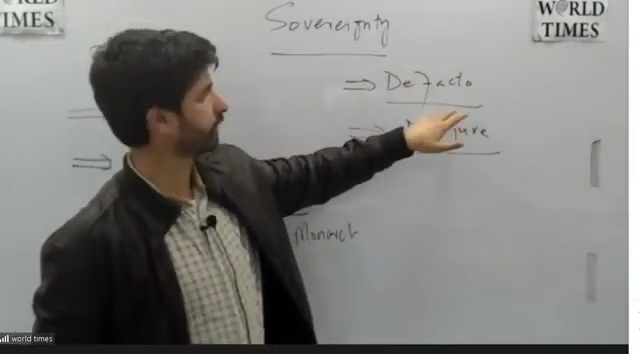 WORLD
TIMES
TIMES
Sovereignty
⇒ De Facto
⇒ jure
⇒
Monarch
world times